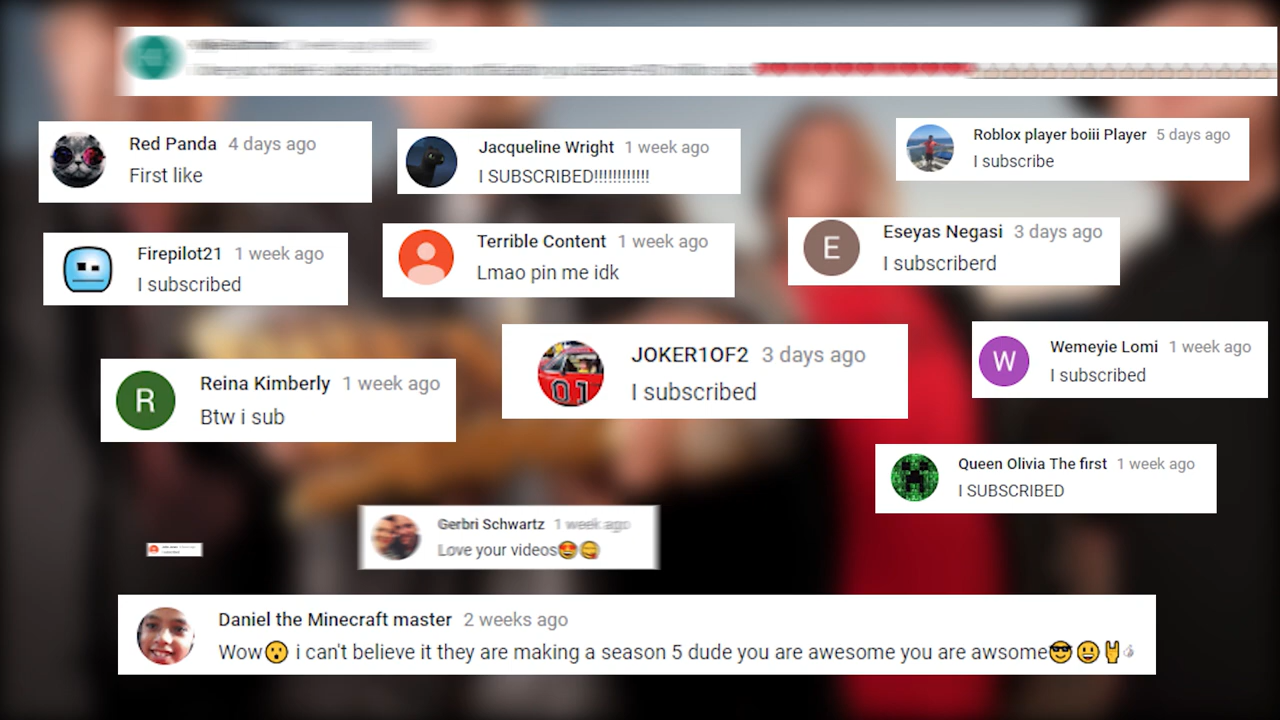 Red Panda 4 days ago
First like
Jacqueline Wright 1 week ago
I SUBSCRIBED!!!!!!!!!!!!
Roblox player boiii Player 5 days ago
I subscribe
Firepilot21 1 week ago
I subscribed
Terrible Content 1 week ago
Lmao pin me idk
E
Eseyas Negasi 3 days ago
I subscriberd
R
Reina Kimberly 1 week ago
Btw i sub
01
JOKER1OF2 3 days ago
I subscribed
W
Wemeyie Lomi 1 week ago
I subscribed
Queen Olivia The first 1 week ago
I SUBSCRIBED
Gerbri Schwartz 1 week ago
Love your videos😍😋
Daniel the Minecraft master 2 weeks ago
Wow😮 i can't believe it they are making a season 5 dude you are awesome you are awsome😎😃🤘💣